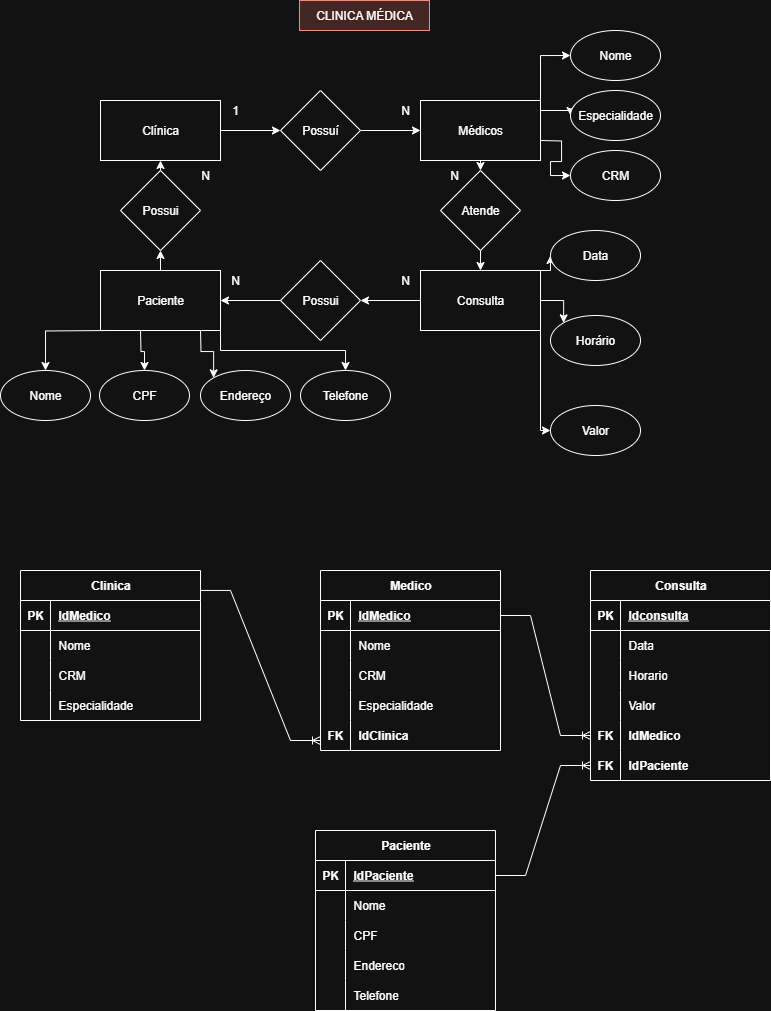 CLINICA MÉDICA
Nome
Clínica
1
Possuí
N
Médicos
Especialidade
CRM
N
N
Possui
Atende
Data
Paciente
N
Possui
N
Consulta
Horário
Nome
CPF
Endereço
Telefone
Valor
Clinica
PK IdMedico
Nome
CRM
Especialidade
Medico
PK IdMedico
Nome
CRM
Especialidade
FK IdClinica
Consulta
PK Idconsulta
Data
Horario
Valor
FK IdMedico
FK IdPaciente
Paciente
PK IdPaciente
Nome
CPF
Endereco
Telefone